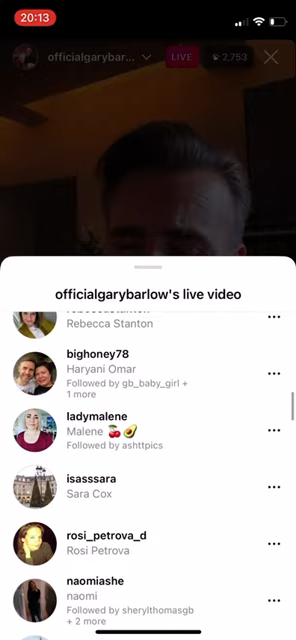 20:13
officialgarybar...
LIVE
2,753
officialgarybarlow's live video
Rebecca Stanton
bighoney78
Haryani Omar
Followed by gb_baby_girl +
1 more
ladymalene
Malene 🍒🥑
Followed by ashttpics
isasssara
Sara Cox
rosi_petrova_d
Rosi Petrova
naomiashe
naomi
Followed by sherylthomasgb
+ 2 more